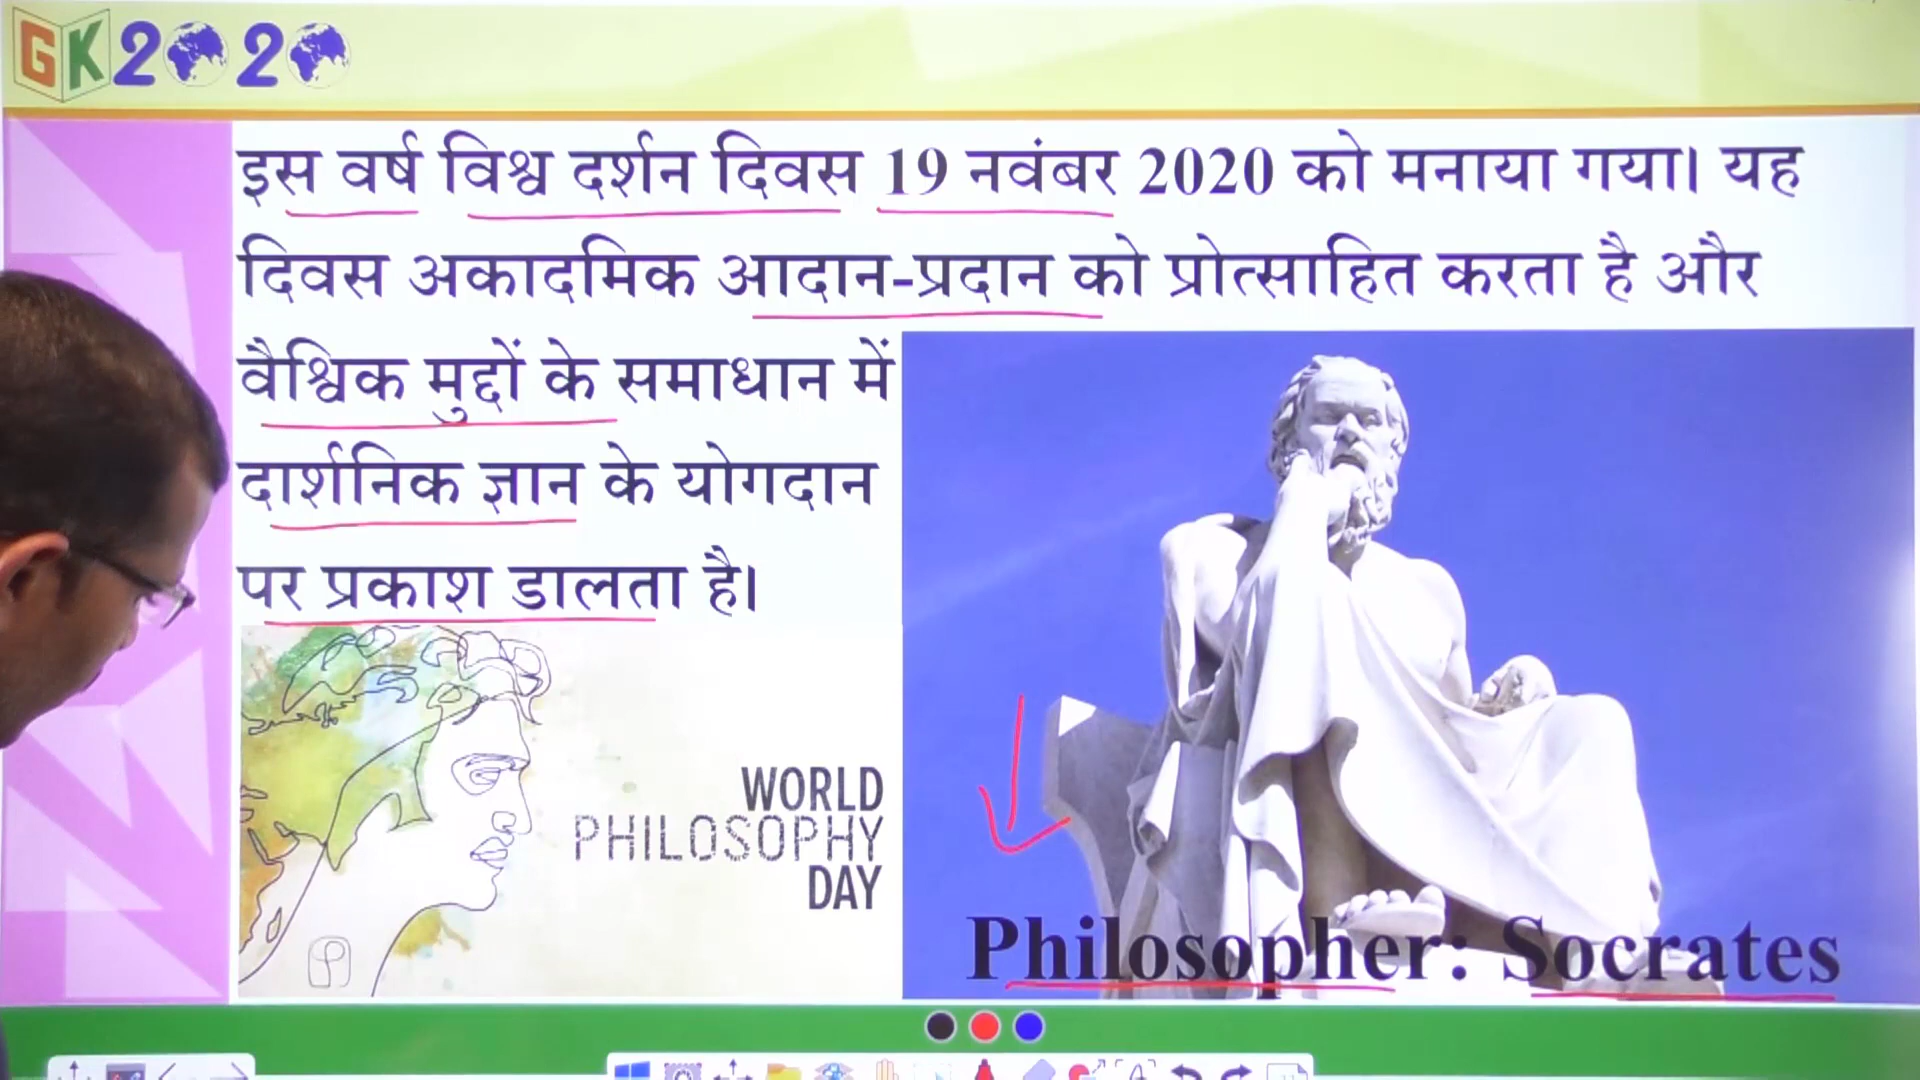 GK2020
इस वर्ष विश्व दर्शन दिवस 19 नवंबर 2020 को मनाया गया। यह
दिवस अकादमिक आदान-प्रदान को प्रोत्साहित करता है और
वैश्विक मुद्दों के समाधान में
दार्शनिक ज्ञान के योगदान
पर प्रकाश डालता है।
WORLD
PHILOSOPHY
DAY
Philosopher: Socrates